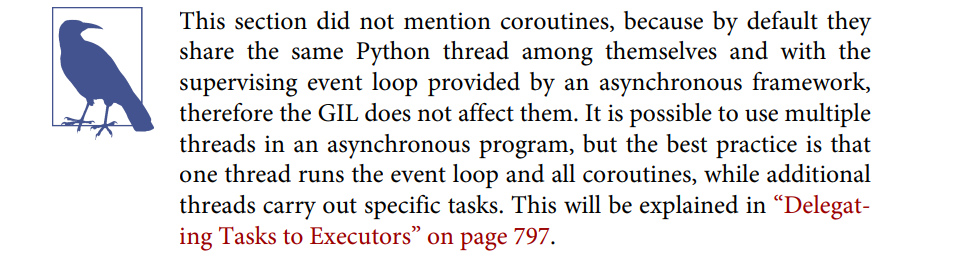 This section did not mention coroutines, because by default they
share the same Python thread among themselves and with the
supervising event loop provided by an asynchronous framework,
therefore the GIL does not affect them. It is possible to use multiple
threads in an asynchronous program, but the best practice is that
one thread runs the event loop and all coroutines, while additional
threads carry out specific tasks. This will be explained in “Delegat-
ing Tasks to Executors” on page 797.